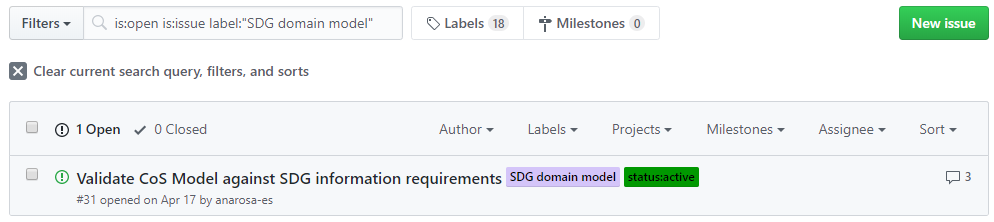 Filters is:open is:issue label:"SDG domain model" Labels 18 Milestones 0 New issue
Clear current search query, filters, and sorts
1 Open 0 Closed Author Labels Projects Milestones Assignee Sort
Validate CoS Model against SDG information requirements SDG domain model status:active 3
#31 opened on Apr 17 by anarosa-es